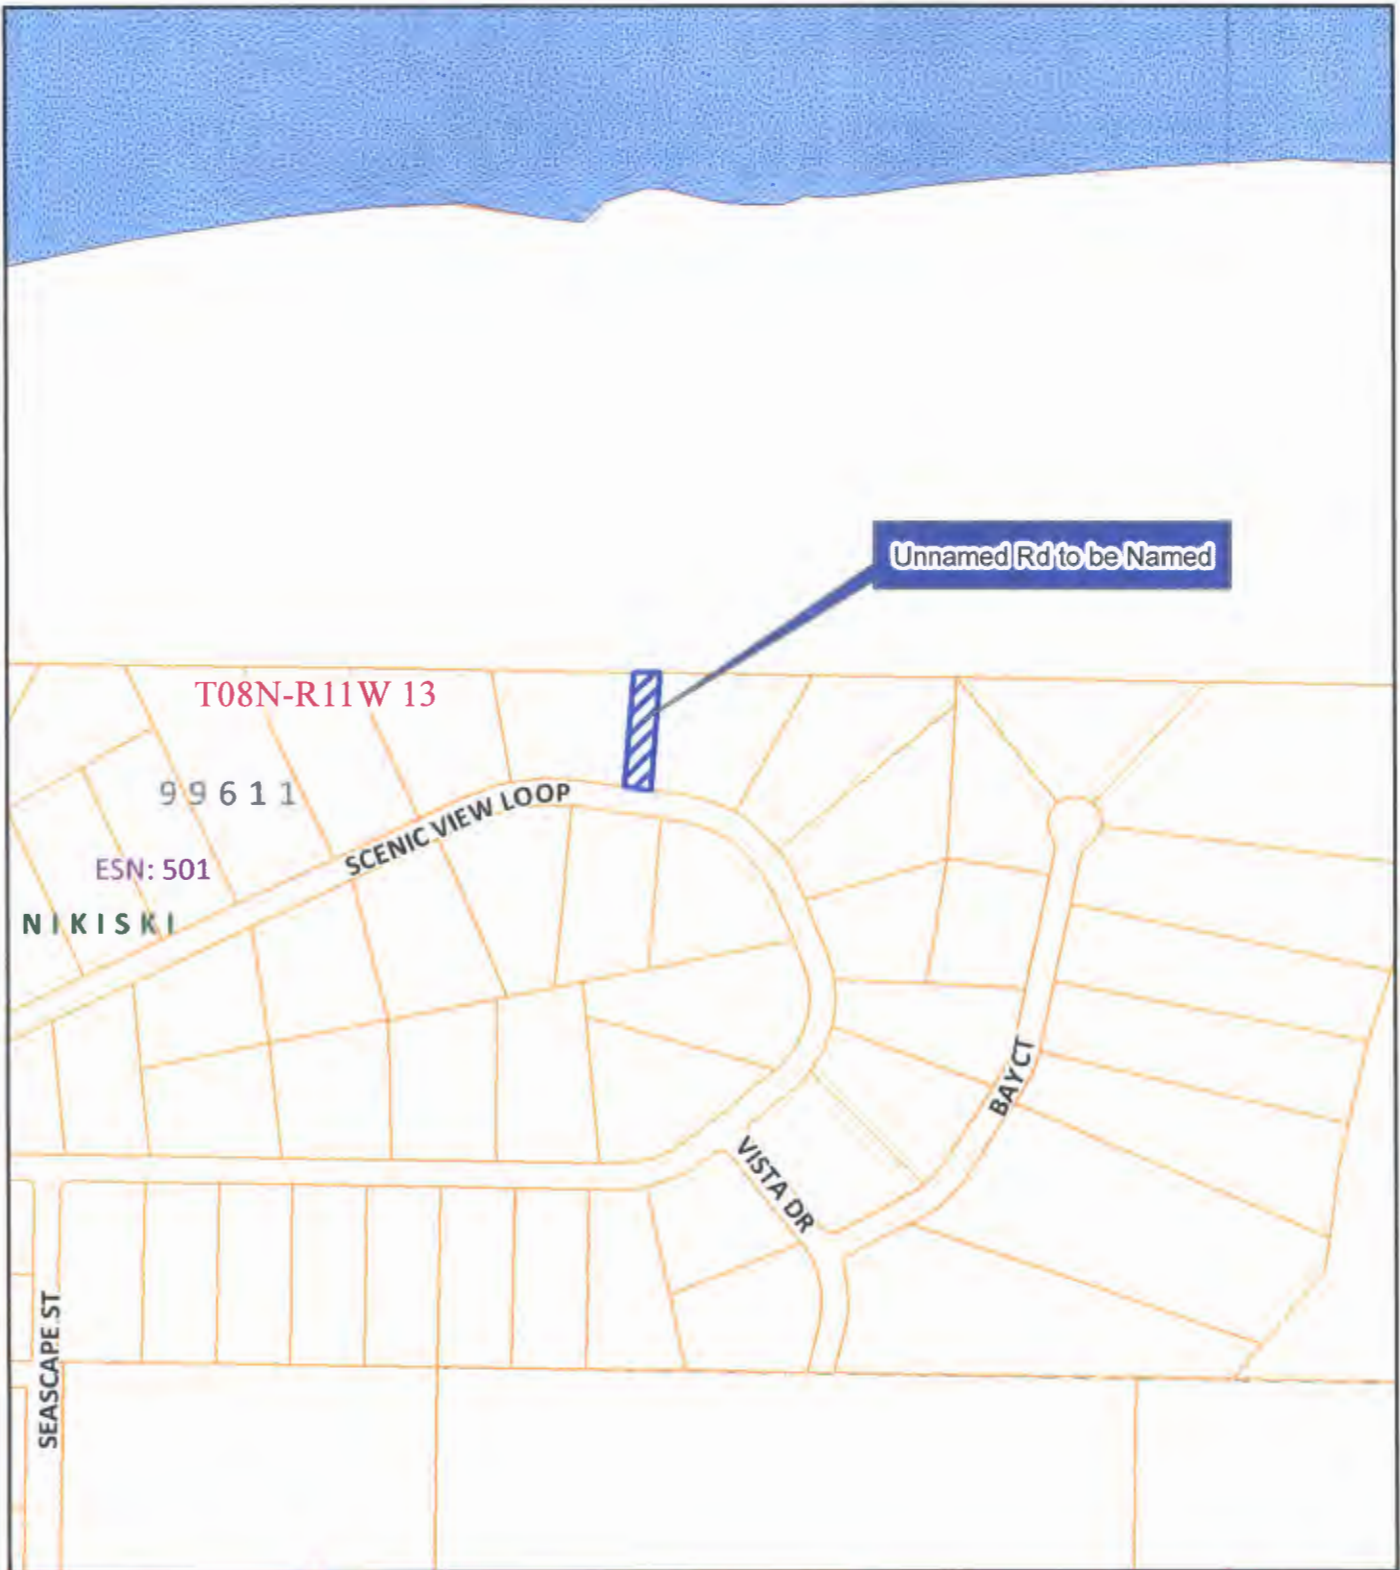 Unnamed Rd to be Named
T08N-R11W 13
99611
SCENIC VIEW LOOP
ESN: 501
NIKISKI
BAY CT
VISTA DR
SEASCAPE ST